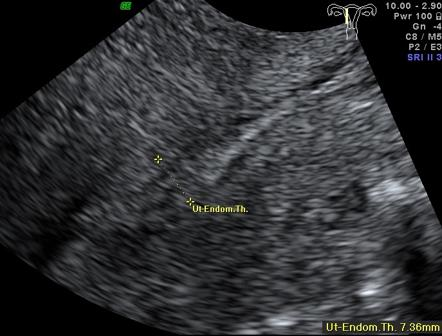 GE
10.00 - 2.90
Pwr 100
Gn -4
C8 / M5
P2 / E3
SRI II 3
Ut-Endom.Th.
Ut-Endom.Th. 7.36mm